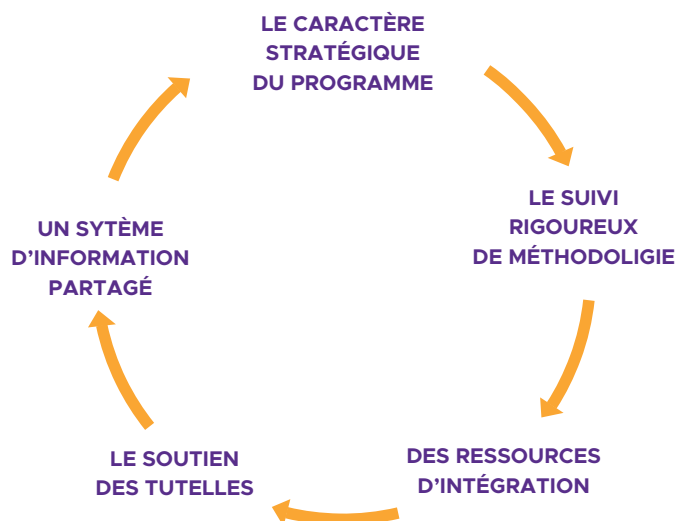 LE CARACTÈRE
STRATÉGIQUE
DU PROGRAMME
LE SUIVI
RIGOUREUX
DE MÉTHODOLIGIE
DES RESSOURCES
D'INTÉGRATION
LE SOUTIEN
DES TUTELLES
UN SYTÈME
D'INFORMATION
PARTAGÉ